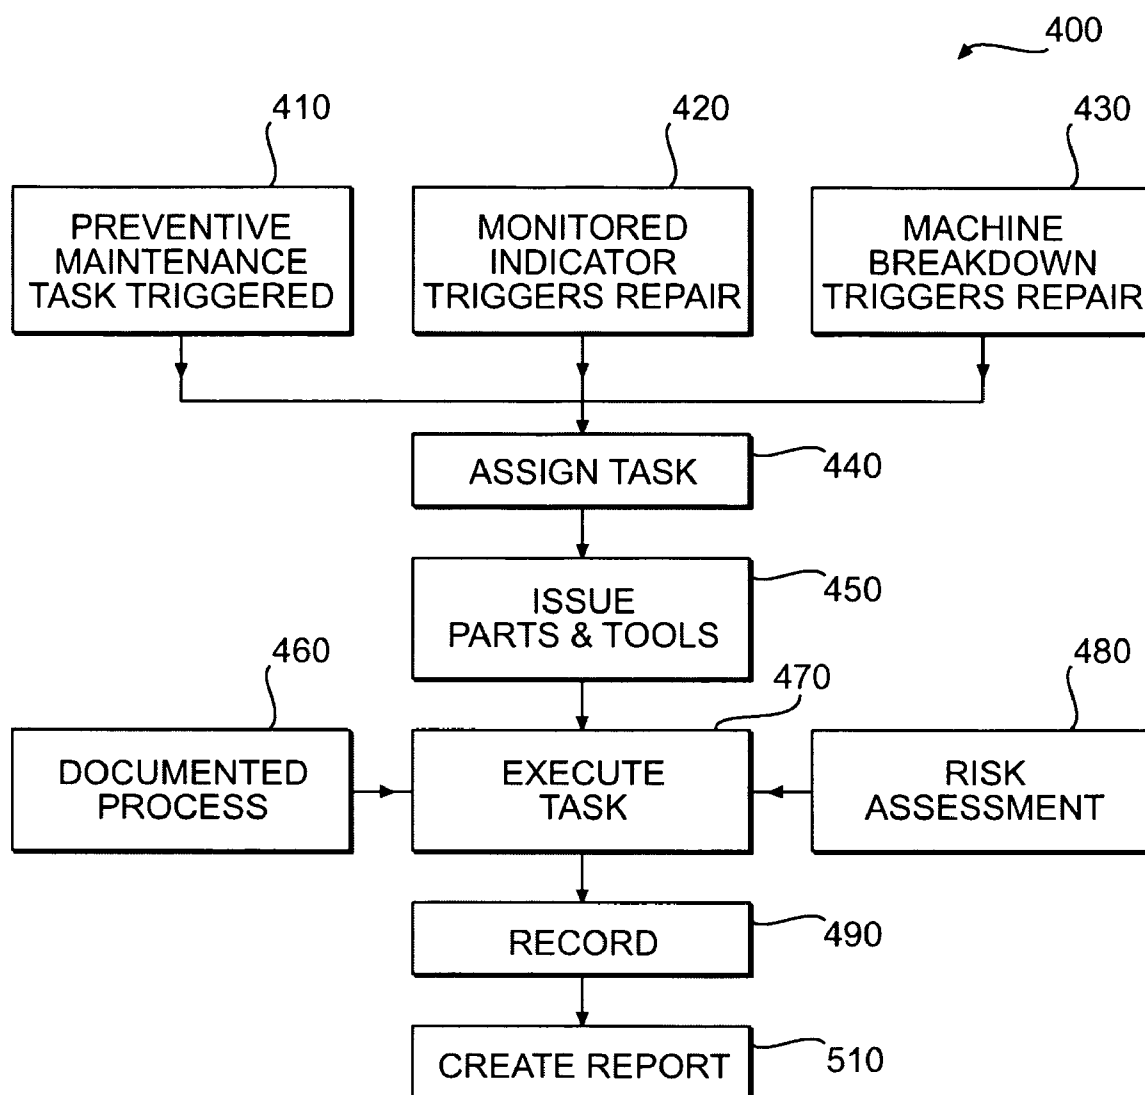 400
410
420
430
PREVENTIVE
MAINTENANCE
TASK TRIGGERED
MONITORED
INDICATOR
TRIGGERS REPAIR
MACHINE
BREAKDOWN
TRIGGERS REPAIR
ASSIGN TASK
440
ISSUE
PARTS & TOOLS
450
460
470
480
DOCUMENTED
PROCESS
EXECUTE
TASK
RISK
ASSESSMENT
RECORD
490
CREATE REPORT
510